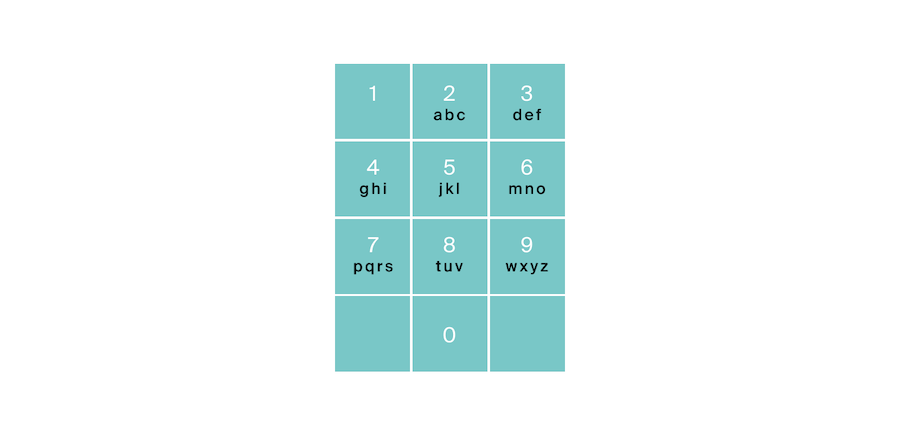 1 2 3
abc def
4 5 6
ghi jkl mno
7 8 9
pqrs tuv wxyz
0